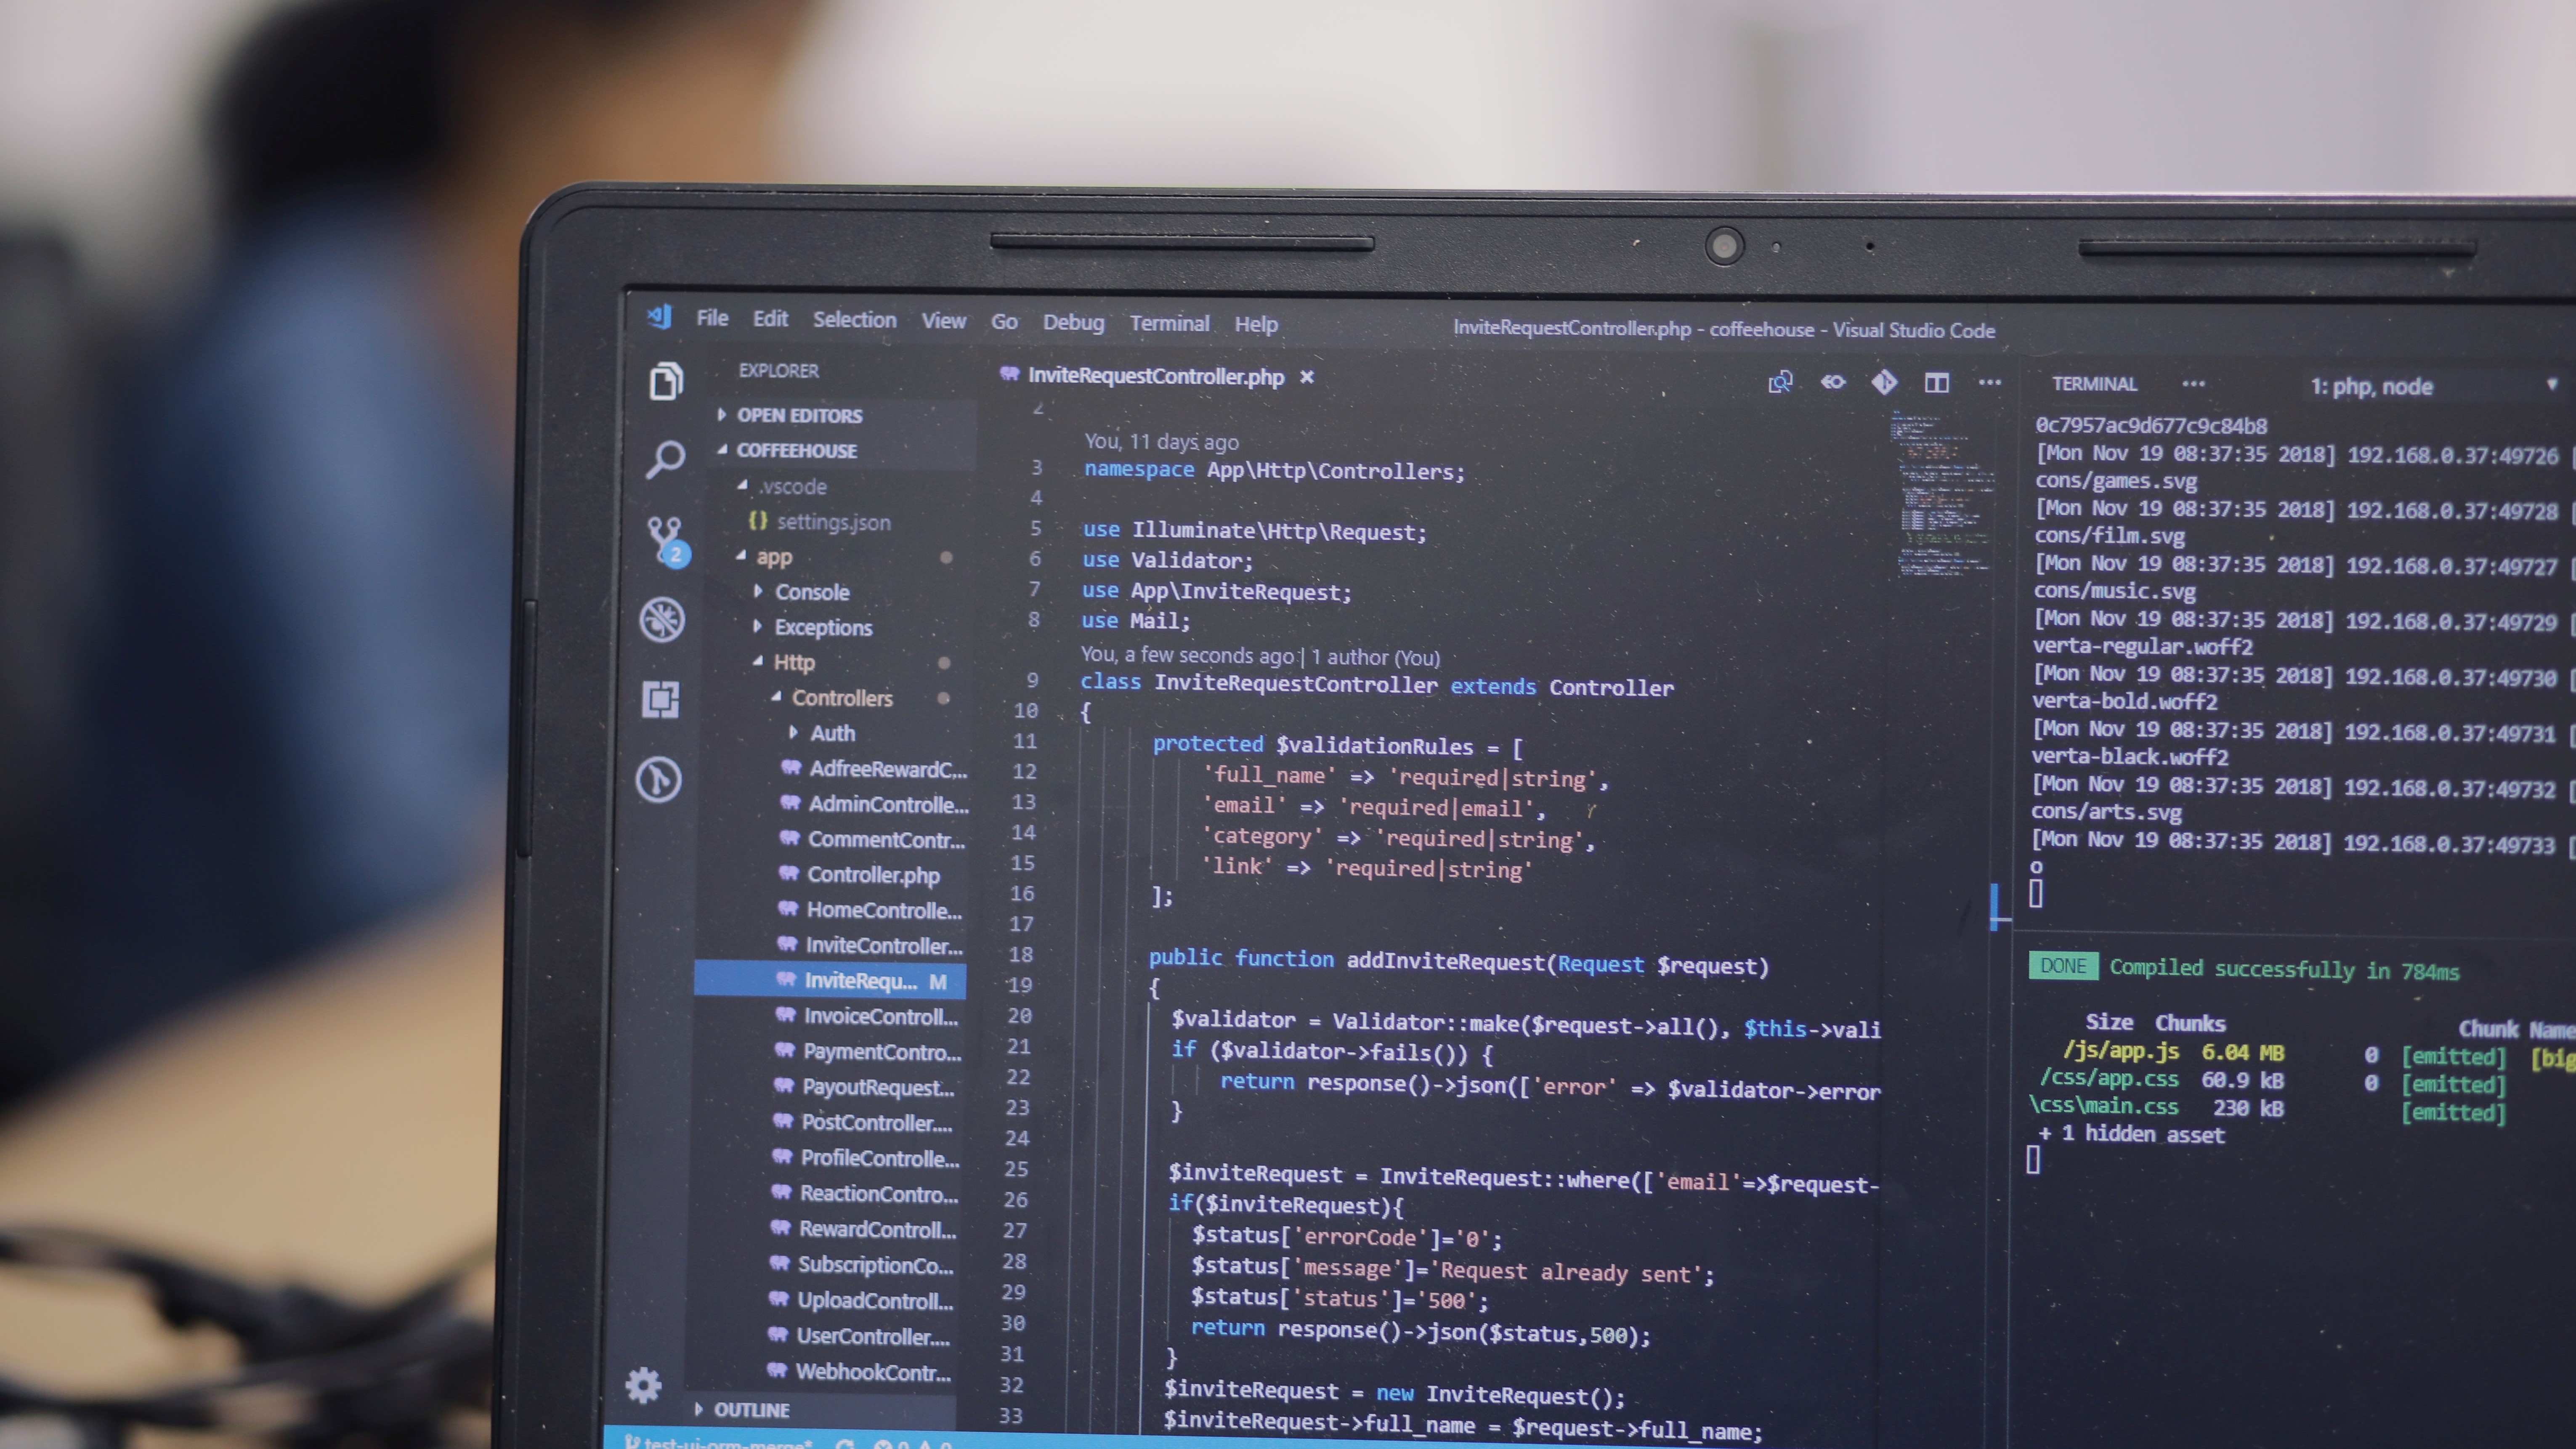 File Edit Selection View Go Debug Terminal Help
InviteRequestController.php - coffeehouse - Visual Studio Code
EXPLORER
OPEN EDITORS
COFFEEHOUSE
.vscode
{} settings.json
app
Console
Exceptions
Http
Controllers
Auth
AdfreeRewardC...
AdminControlle...
CommentContr...
Controller.php
HomeControlle...
InviteController...
InviteRequ... M
InvoiceControll...
PaymentContro...
PayoutRequest...
PostController....
ProfileControlle...
ReactionContro...
RewardControll...
SubscriptionCo...
UploadControll...
UserController....
WebhookContr...
OUTLINE
2
InviteRequestController.php ×
2
You, 11 days ago
3 namespace App\Http\Controllers;
4
5 use Illuminate\Http\Request;
6 use Validator;
7 use App\InviteRequest;
8 use Mail;
You, a few seconds ago | 1 author (You)
9 class InviteRequestController extends Controller
10 {
11 protected $validationRules = [
12 'full_name' => 'required|string',
13 'email' => 'required|email',
14 'category' => 'required|string',
15 'link' => 'required|string'
16 ];
17
18 public function addInviteRequest(Request $request)
19 {
20 $validator = Validator::make($request->all(), $this->vali
21 if ($validator->fails()) {
22 return response()->json(['error' => $validator->error
23 }
24
25 $inviteRequest = InviteRequest::where(['email'=>$request-
26 if($inviteRequest){
27 $status['errorCode']='0';
28 $status['message']='Request already sent';
29 $status['status']='500';
30 return response()->json($status,500);
31 }
32 $inviteRequest = new InviteRequest();
33 $inviteRequest->full_name = $request->full_name;
TERMINAL ... 1: php, node
0c7957ac9d677c9c84b8
[Mon Nov 19 08:37:35 2018] 192.168.0.37:49726 [
cons/games.svg
[Mon Nov 19 08:37:35 2018] 192.168.0.37:49728 [
cons/film.svg
[Mon Nov 19 08:37:35 2018] 192.168.0.37:49727 [
cons/music.svg
[Mon Nov 19 08:37:35 2018] 192.168.0.37:49729 [
verta-regular.woff2
[Mon Nov 19 08:37:35 2018] 192.168.0.37:49730 [
verta-bold.woff2
[Mon Nov 19 08:37:35 2018] 192.168.0.37:49731 [
verta-black.woff2
[Mon Nov 19 08:37:35 2018] 192.168.0.37:49732 [
cons/arts.svg
[Mon Nov 19 08:37:35 2018] 192.168.0.37:49733 [
o
DONE Compiled successfully in 784ms
Size Chunks Chunk Name
/js/app.js 6.04 MB 0 [emitted] [big
/css/app.css 60.9 kB 0 [emitted]
\css\main.css 230 kB [emitted]
+ 1 hidden asset
test-ui-orm-merge*